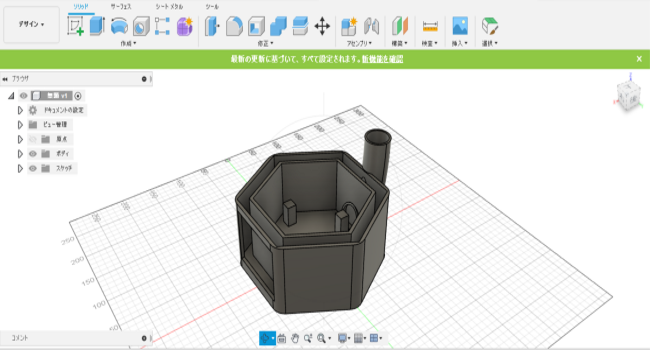 ソリッド サーフェス シート メタル ツール
デザイン
作成 修正 アセンブリ 構築 検査 挿入 選択
最新の更新に基づいて、すべて設定されます。新機能を確認
ブラウザ
v1
ドキュメントの設定
ビュー管理
原点
ボディ
スケッチ
250
200
150
100
コメント